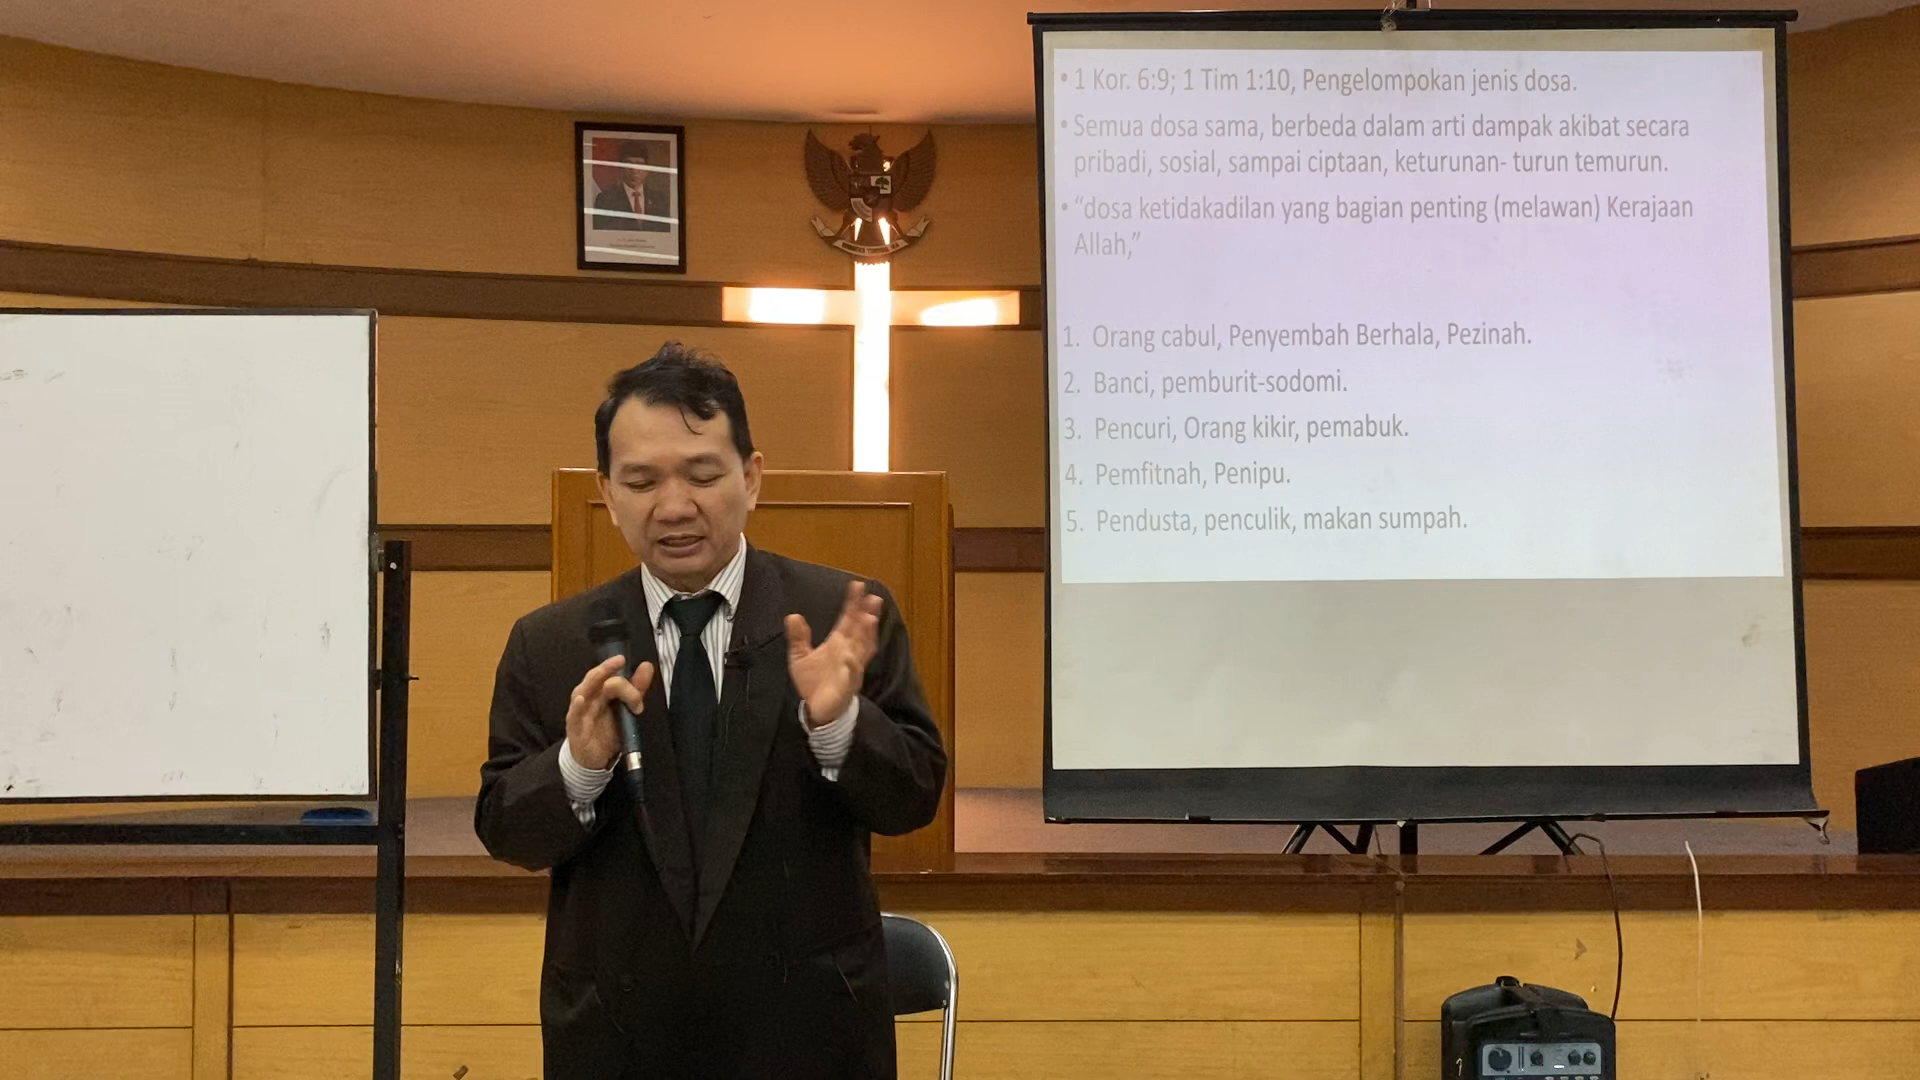 • 1 Kor. 6:9; 1 Tim 1:10, Pengelompokan jenis dosa.
• Semua dosa sama, berbeda dalam arti dampak akibat secara
pribadi, sosial, sampai ciptaan, keturunan- turun temurun.
• “dosa ketidakadilan yang bagian penting (melawan) Kerajaan
Allah,”
1. Orang cabul, Penyembah Berhala, Pezinah.
2. Banci, pemburit-sodomi.
3. Pencuri, Orang kikir, pemabuk.
4. Pemfitnah, Penipu.
5. Pendusta, penculik, makan sumpah.